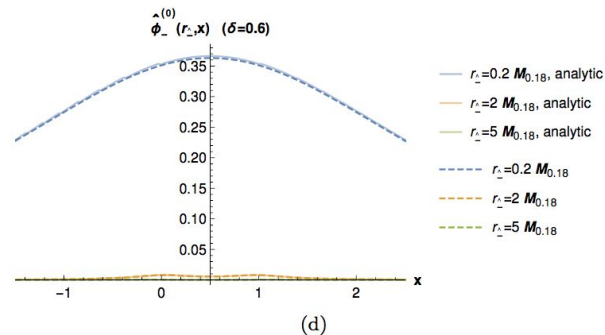 ϕ̂₋⁽⁰⁾ (r₋̂,x) (δ=0.6)
0.35
0.30
0.25
0.20
0.15
0.10
0.05
-1 0 1 2 x
r₋̂=0.2 M0.18, analytic
r₋̂=2 M0.18, analytic
r₋̂=5 M0.18, analytic
r₋̂=0.2 M0.18
r₋̂=2 M0.18
r₋̂=5 M0.18
(d)